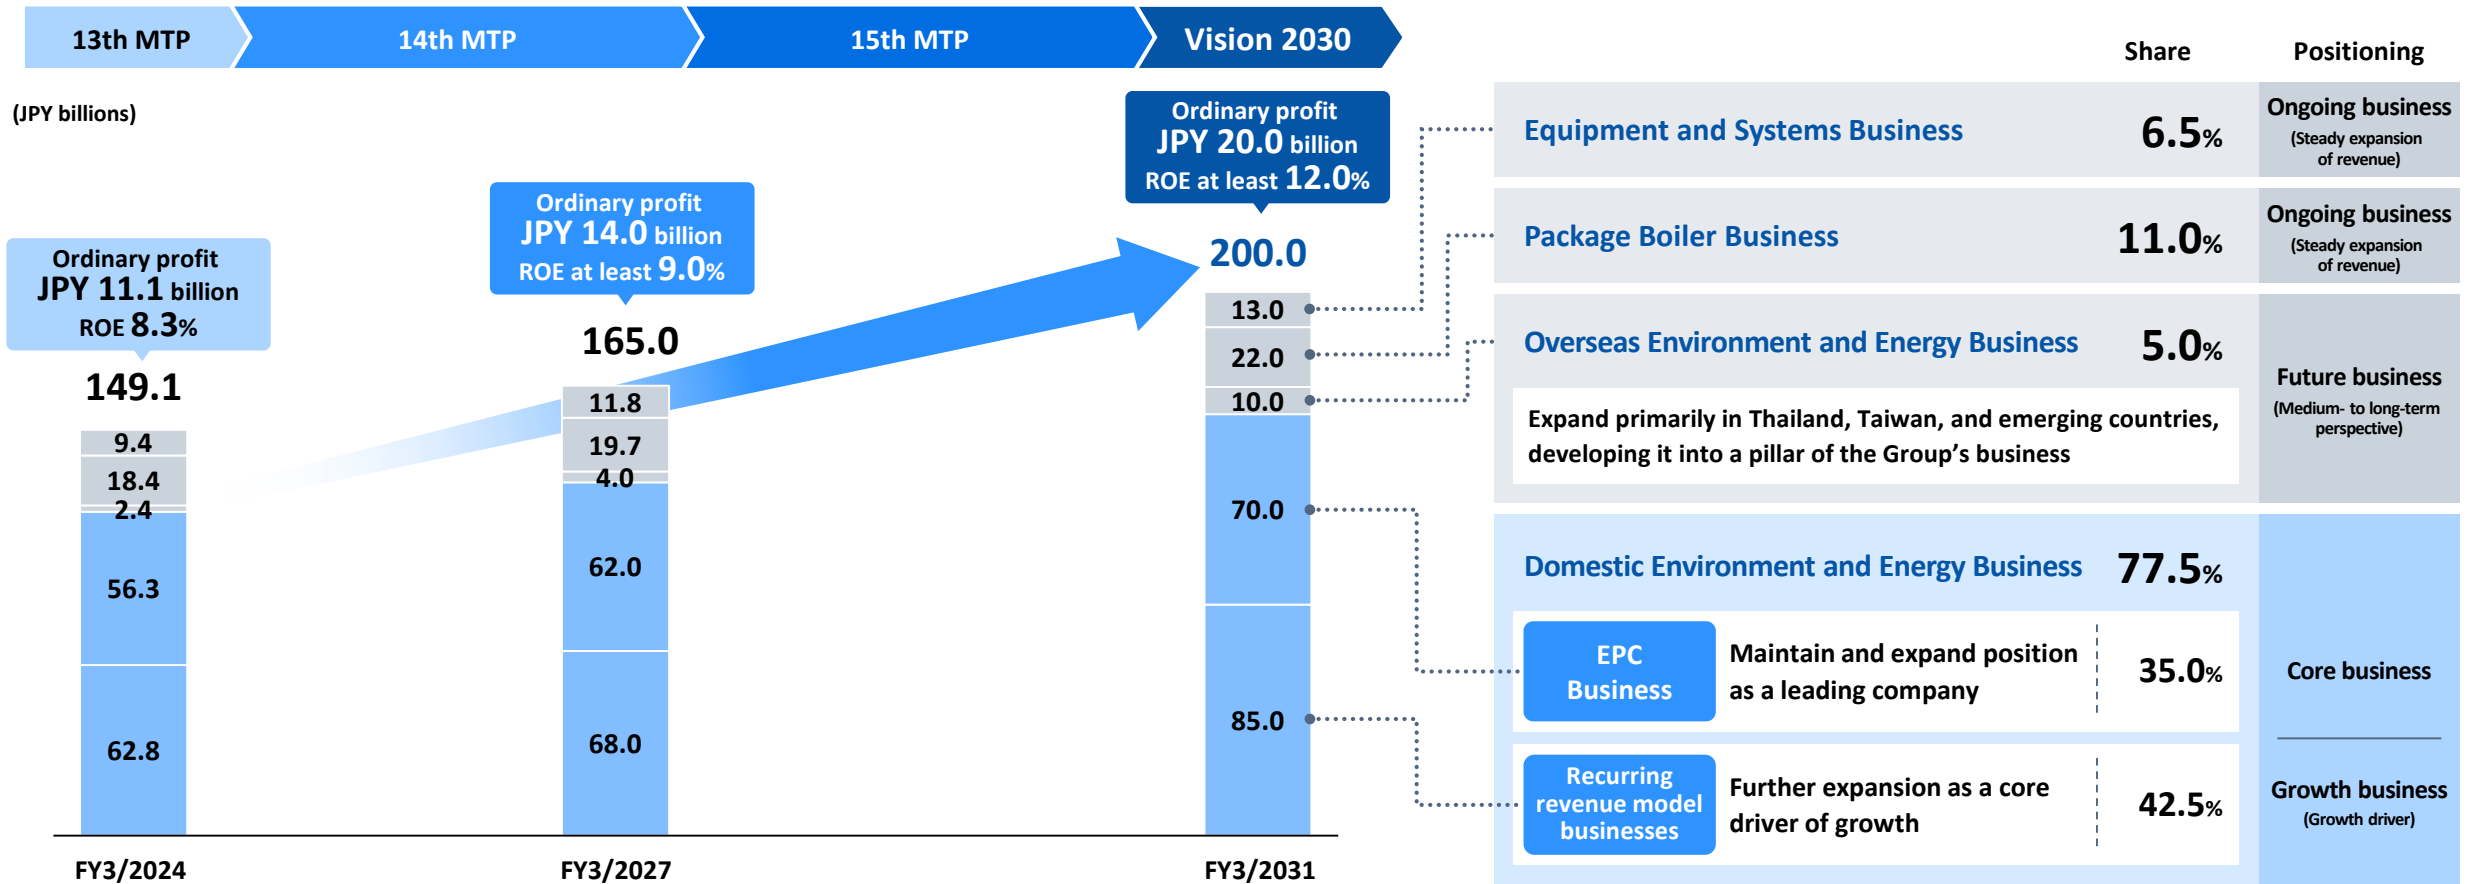 13th MTP
14th MTP
15th MTP
Vision 2030
(JPY billions)
Ordinary profit
JPY 11.1 billion
ROE 8.3%
149.1
9.4
18.4
2.4
56.3
62.8
FY3/2024
Ordinary profit
JPY 14.0 billion
ROE at least 9.0%
165.0
11.8
19.7
4.0
62.0
68.0
FY3/2027
Ordinary profit
JPY 20.0 billion
ROE at least 12.0%
200.0
13.0
22.0
10.0
70.0
85.0
FY3/2031
Share
Positioning
Equipment and Systems Business
6.5%
Ongoing business
(Steady expansion
of revenue)
Package Boiler Business
11.0%
Ongoing business
(Steady expansion
of revenue)
Overseas Environment and Energy Business
5.0%
Expand primarily in Thailand, Taiwan, and emerging countries,
developing it into a pillar of the Group's business
Future business
(Medium- to long-term
perspective)
Domestic Environment and Energy Business
77.5%
EPC
Business
Maintain and expand position
as a leading company
35.0%
Core business
Recurring
revenue model
businesses
Further expansion as a core
driver of growth
42.5%
Growth business
(Growth driver)